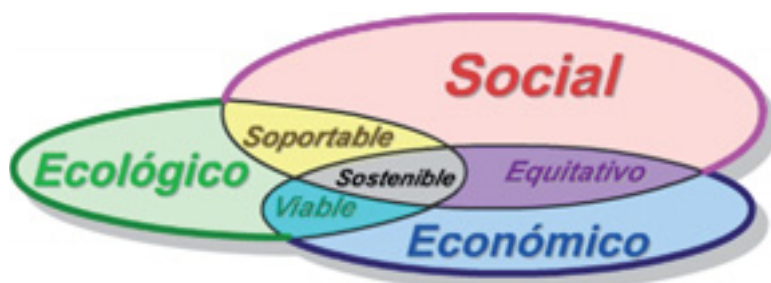 Social
Soportable
Ecológico
Sostenible
Equitativo
Viable
Económico